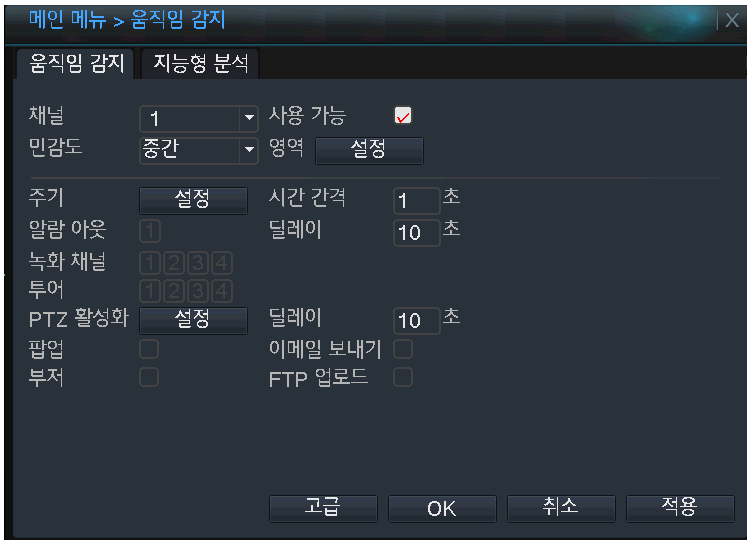 메인 메뉴 > 움직임 감지 X
움직임 감지 지능형 분석
채널 1 사용 가능
민감도 중간 영역 설정
주기 설정 시간 간격 1 초
알람 아웃 1 딜레이 10 초
녹화 채널 1 2 3 4
투어 1 2 3 4
PTZ 활성화 설정 딜레이 10 초
팝업 이메일 보내기
부저 FTP 업로드
고급 OK 취소 적용